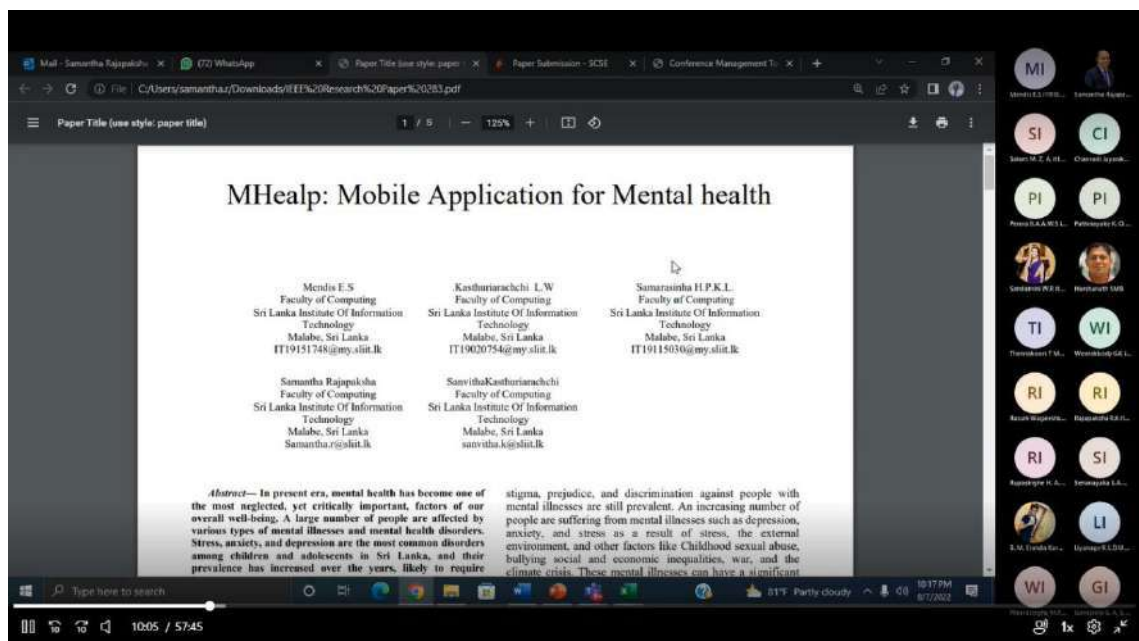 Mail - Samantha Rajapaksha
(72) WhatsApp
Paper Title (use style: paper
Paper Submission - SCSE
Conference Management To
File
C:/Users/samantha.r/Downloads/IEEE%20Research%20Paper%20283.pdf
Paper Title (use style: paper title)
1 / 5
125%
MHealp: Mobile Application for Mental health
Mendis E.S
Faculty of Computing
Sri Lanka Institute Of Information
Technology
Malabe, Sri Lanka
IT19151748@my.sliit.lk
.Kasthuriarachchi L.W
Faculty of Computing
Sri Lanka Institute Of Information
Technology
Malabe, Sri Lanka
IT19020754@my.sliit.lk
Samarasinha H.P.K.L.
Faculty of Computing
Sri Lanka Institute Of Information
Technology
Malabe, Sri Lanka
IT19115030@my.sliit.lk
Samantha Rajapaksha
Faculty of Computing
Sri Lanka Institute Of Information
Technology
Malabe, Sri Lanka
Samantha.r@sliit.lk
SanvithaKasthuriarachchi
Faculty of Computing
Sri Lanka Institute Of Information
Technology
Malabe, Sri Lanka
sanvitha.k@sliit.lk
Abstract— In present era, mental health has become one of
the most neglected, yet critically important, factors of our
overall well-being. A large number of people are affected by
various types of mental illnesses and mental health disorders.
Stress, anxiety, and depression are the most common disorders
among children and adolescents in Sri Lanka, and their
prevalence has increased over the years, likely to require
stigma, prejudice, and discrimination against people with
mental illnesses are still prevalent. An increasing number of
people are suffering from mental illnesses such as depression,
anxiety, and stress as a result of stress, the external
environment, and other factors like Childhood sexual abuse,
bullying social and economic inequalities, war, and the
climate crisis. These mental illnesses can have a significant
MI
SI
CI
PI
PI
TI
WI
RI
RI
RI
SI
LI
WI
GI
Type here to search
81°F Partly cloudy
10:17 PM
8/7/2022
10:05 / 57:45
1x